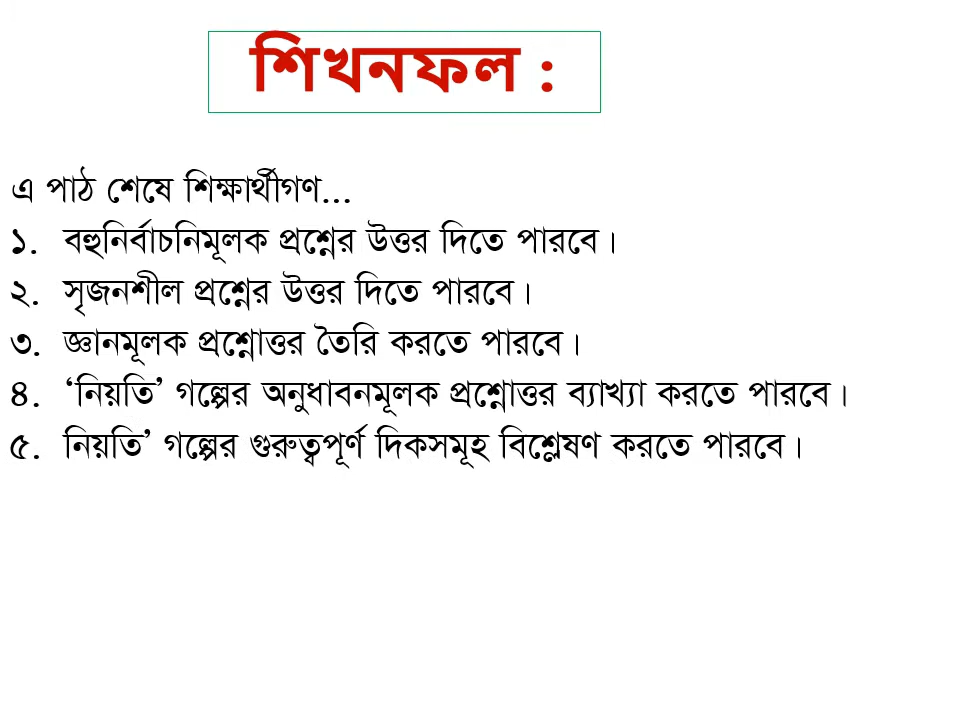 শিখনফল :
এ পাঠ শেষে শিক্ষার্থীগণ...
১. বহুনির্বাচনিমূলক প্রশ্নের উত্তর দিতে পারবে।
২. সৃজনশীল প্রশ্নের উত্তর দিতে পারবে।
৩. জ্ঞানমূলক প্রশ্নোত্তর তৈরি করতে পারবে।
৪. ‘নিয়তি’ গল্পের অনুধাবনমূলক প্রশ্নোত্তর ব্যাখ্যা করতে পারবে।
৫. নিয়তি’ গল্পের গুরুত্বপূর্ণ দিকসমূহ বিশ্লেষণ করতে পারবে।